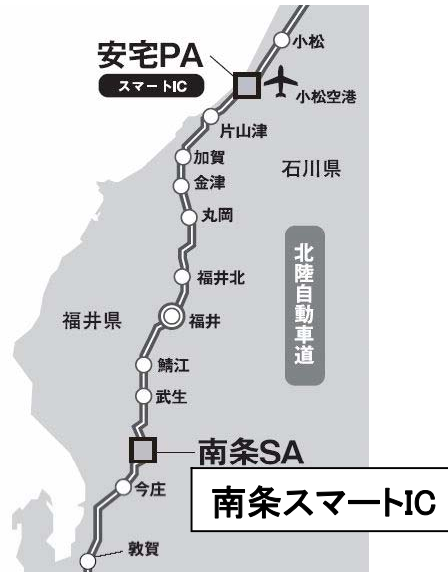 小松
安宅PA
スマートIC
小松空港
片山津
加賀
石川県
金津
丸岡
北陸自動車道
福井北
福井県
福井
鯖江
武生
南条SA
今庄
南条スマートIC
敦賀